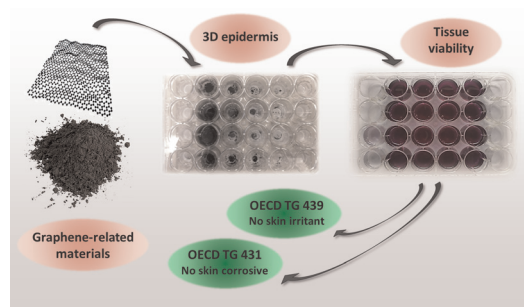 3D epidermis
Tissue
viability
Graphene-related
materials
OECD TG 439
No skin irritant
OECD TG 431
No skin corrosive